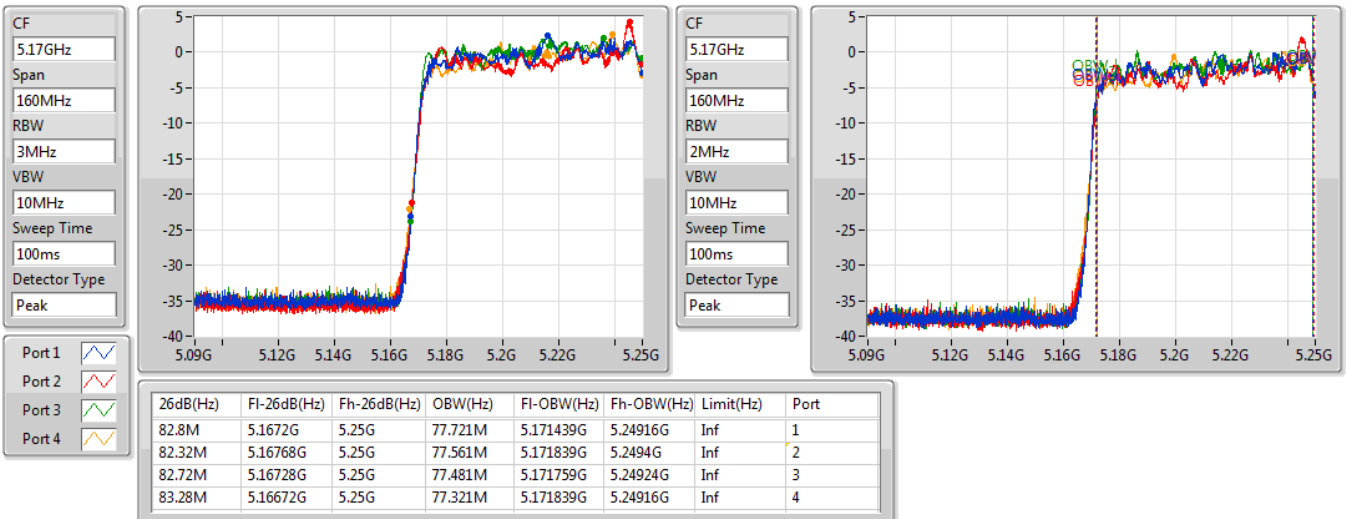 CF
5.17GHz
Span
160MHz
RBW
3MHz
VBW
10MHz
Sweep Time
100ms
Detector Type
Peak
5
0
-5
-10
-15
-20
-25
-30
-35
-40
5.09G 5.12G 5.14G 5.16G 5.18G 5.2G 5.22G 5.25G
CF
5.17GHz
Span
160MHz
RBW
2MHz
VBW
10MHz
Sweep Time
100ms
Detector Type
Peak
5
0
-5
-10
-15
-20
-25
-30
-35
-40
5.09G 5.12G 5.14G 5.16G 5.18G 5.2G 5.22G 5.25G
Port 1
Port 2
Port 3
Port 4
26dB(Hz) Fl-26dB(Hz) Fh-26dB(Hz) OBW(Hz) Fl-OBW(Hz) Fh-OBW(Hz) Limit(Hz) Port
82.8M 5.1672G 5.25G 77.721M 5.171439G 5.24916G Inf 1
82.32M 5.16768G 5.25G 77.561M 5.171839G 5.2494G Inf 2
82.72M 5.16728G 5.25G 77.481M 5.171759G 5.24924G Inf 3
83.28M 5.16672G 5.25G 77.321M 5.171839G 5.24916G Inf 4